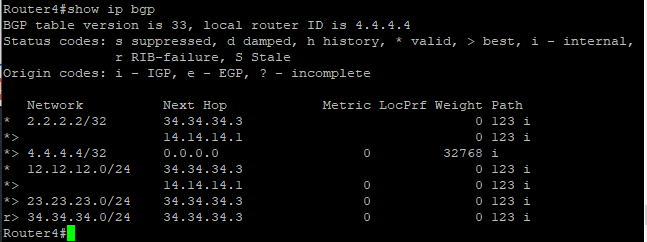 Router4#show ip bgp
BGP table version is 33, local router ID is 4.4.4.4
Status codes: s suppressed, d damped, h history, * valid, > best, i - internal,
              r RIB-failure, S Stale
Origin codes: i - IGP, e - EGP, ? - incomplete

   Network          Next Hop            Metric LocPrf Weight Path
*  2.2.2.2/32       34.34.34.3                             0 123 i
*>                  14.14.14.1               0             0 123 i
*> 4.4.4.4/32       0.0.0.0                  0         32768 i
*  12.12.12.0/24    34.34.34.3                             0 123 i
*>                  14.14.14.1               0             0 123 i
*> 23.23.23.0/24    34.34.34.3               0             0 123 i
r> 34.34.34.0/24    34.34.34.3               0             0 123 i
Router4#